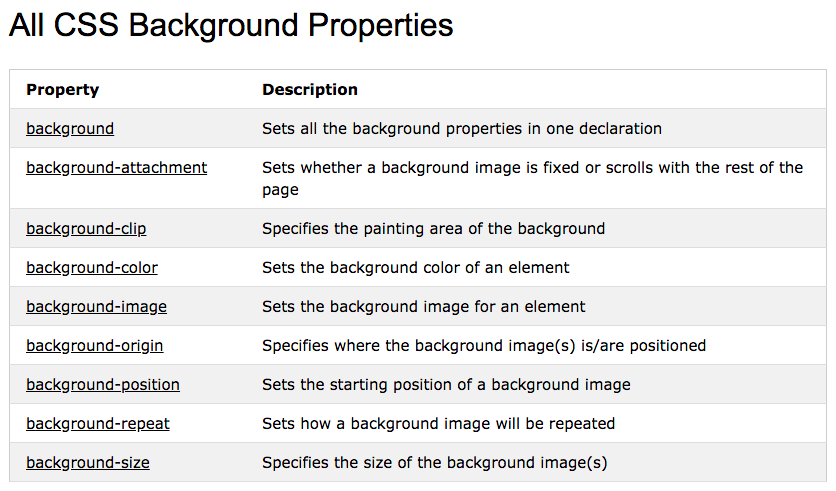 All CSS Background Properties
Property Description
background Sets all the background properties in one declaration
background-attachment Sets whether a background image is fixed or scrolls with the rest of the
page
background-clip Specifies the painting area of the background
background-color Sets the background color of an element
background-image Sets the background image for an element
background-origin Specifies where the background image(s) is/are positioned
background-position Sets the starting position of a background image
background-repeat Sets how a background image will be repeated
background-size Specifies the size of the background image(s)